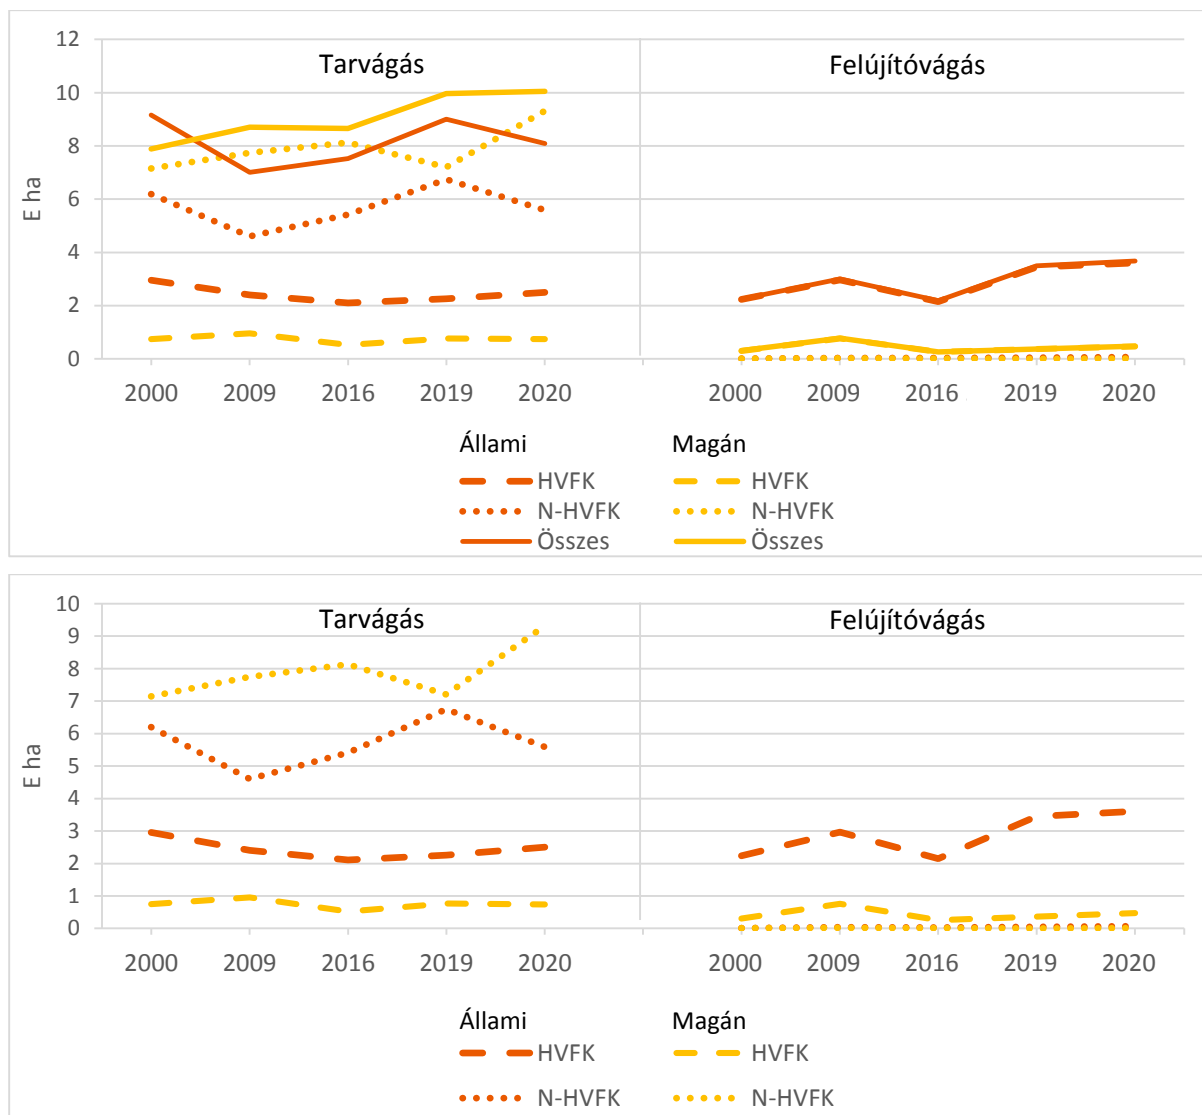 12
10
8
6
4
2
0
E ha
Tarvágás Felújítóvágás
2000 2009 2016 2019 2020 2000 2009 2016 2019 2020
Állami Magán
HVFK HVFK
N-HVFK N-HVFK
Összes Összes
10
9
8
7
6
5
4
3
2
1
0
E ha
Tarvágás Felújítóvágás
2000 2009 2016 2019 2020 2000 2009 2016 2019 2020
Állami Magán
HVFK HVFK
N-HVFK N-HVFK